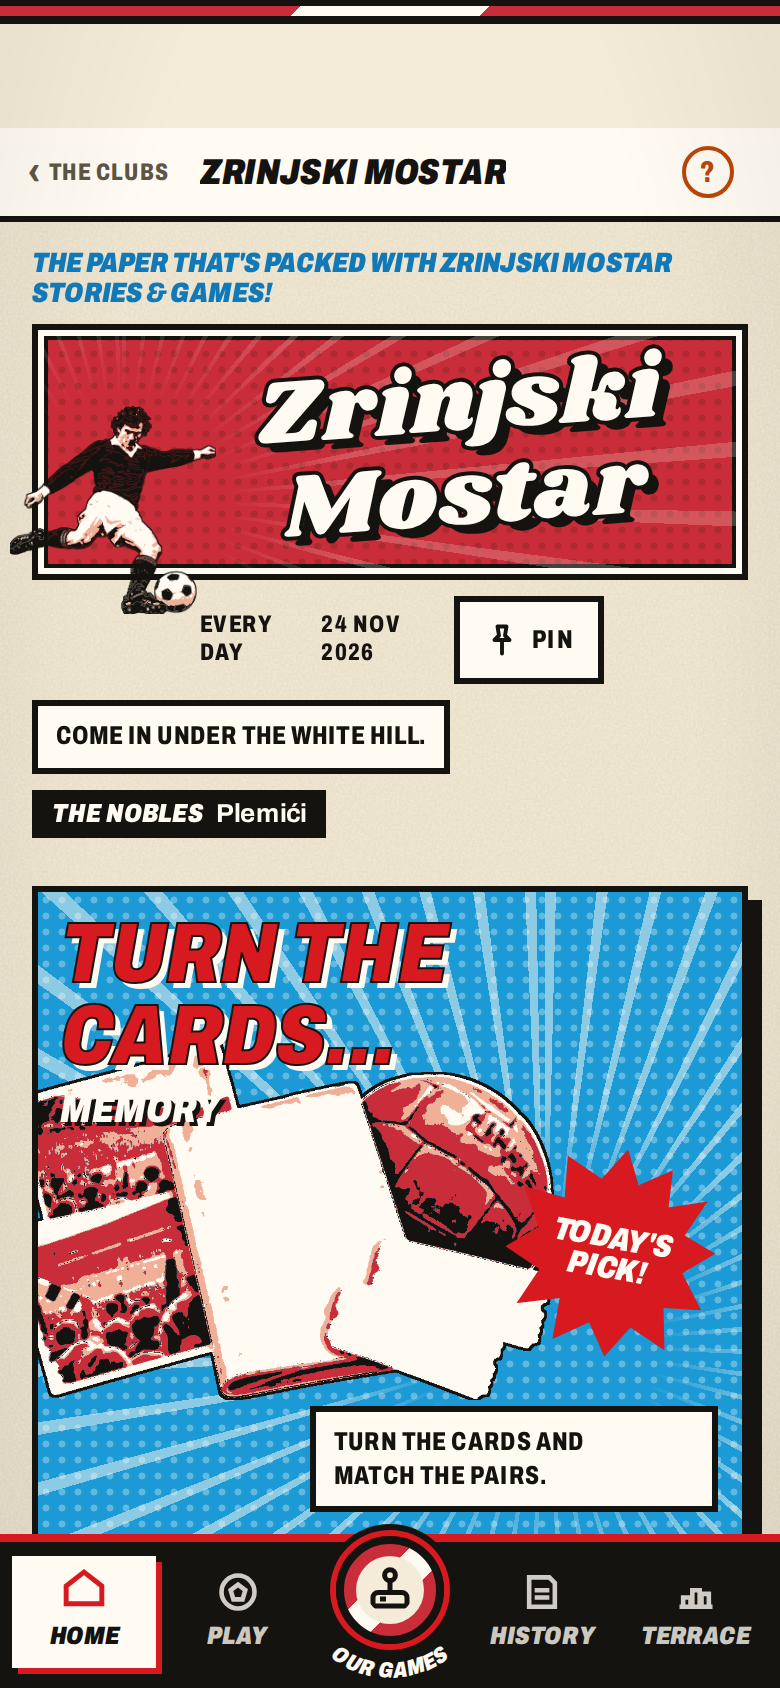 ‹ THE CLUBS
ZRINJSKI MOSTAR
?
THE PAPER THAT'S PACKED WITH ZRINJSKI MOSTAR
STORIES & GAMES!
Zrinjski
Mostar
EVERY
DAY
24 NOV
2026
PIN
COME IN UNDER THE WHITE HILL.
THE NOBLES Plemići
TURN THE
CARDS...
MEMORY
TODAY'S
PICK!
TURN THE CARDS AND
MATCH THE PAIRS.
HOME
PLAY
OUR GAMES
HISTORY
TERRACE